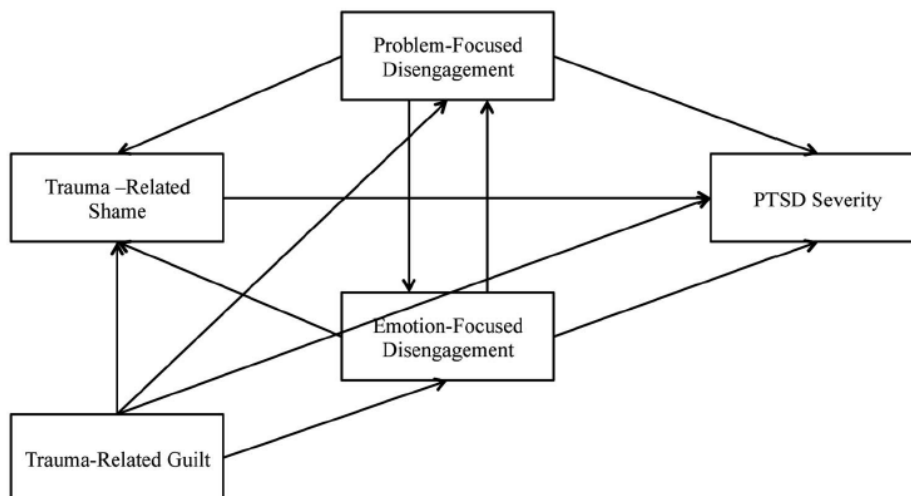 Problem-Focused
Disengagement
Trauma –Related
Shame
PTSD Severity
Emotion-Focused
Disengagement
Trauma-Related Guilt